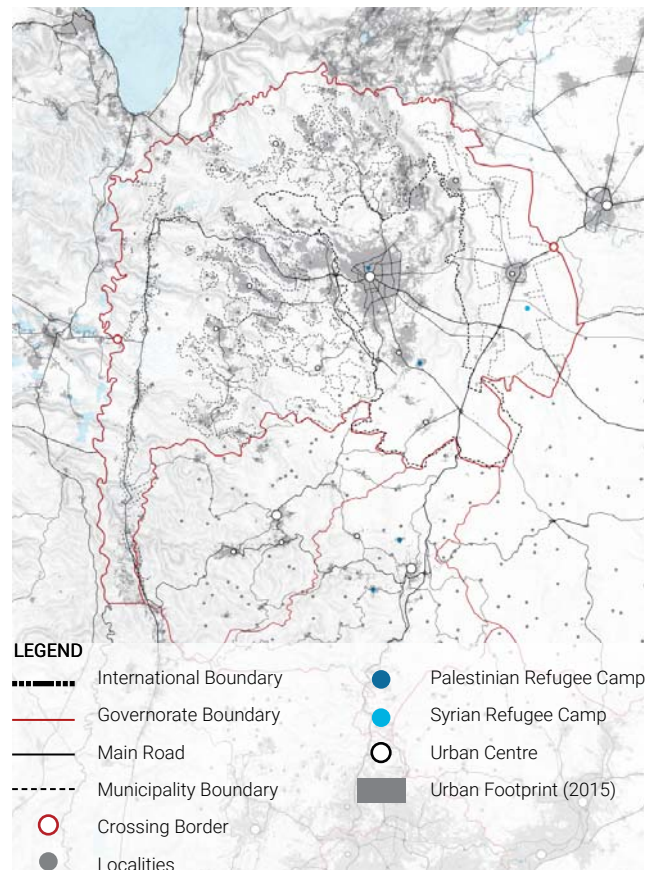 LEGEND
International Boundary
Governorate Boundary
Main Road
Municipality Boundary
Crossing Border
Localities
Palestinian Refugee Camp
Syrian Refugee Camp
Urban Centre
Urban Footprint (2015)